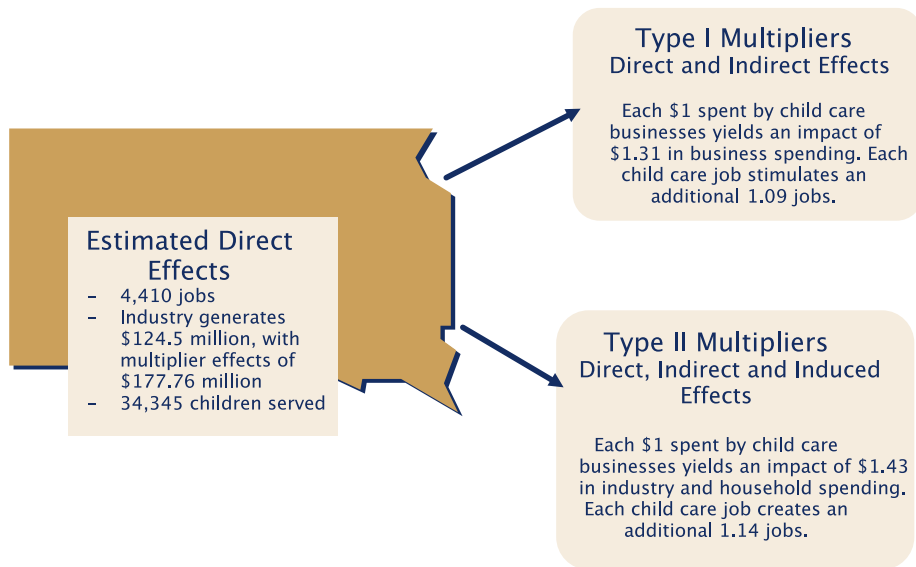 Type I Multipliers
Direct and Indirect Effects
Each $1 spent by child care
businesses yields an impact of
$1.31 in business spending. Each
child care job stimulates an
additional 1.09 jobs.
Estimated Direct
Effects
– 4,410 jobs
– Industry generates
$124.5 million, with
multiplier effects of
$177.76 million
– 34,345 children served
Type II Multipliers
Direct, Indirect and Induced
Effects
Each $1 spent by child care
businesses yields an impact of $1.43
in industry and household spending.
Each child care job creates an
additional 1.14 jobs.